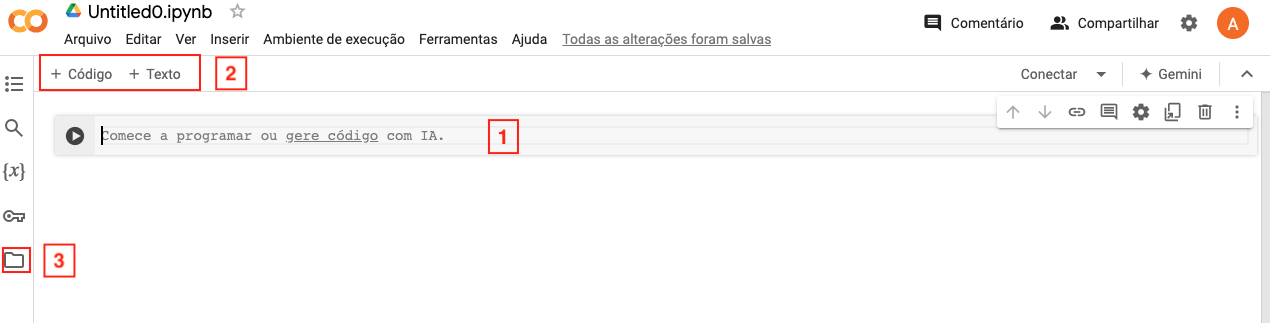 Untitled0.ipynb
Comentário Compartilhar A
Arquivo Editar Ver Inserir Ambiente de execução Ferramentas Ajuda Todas as alterações foram salvas
+ Código + Texto 2 Conectar Gemini
Comece a programar ou gere código com IA. 1
{x}
3